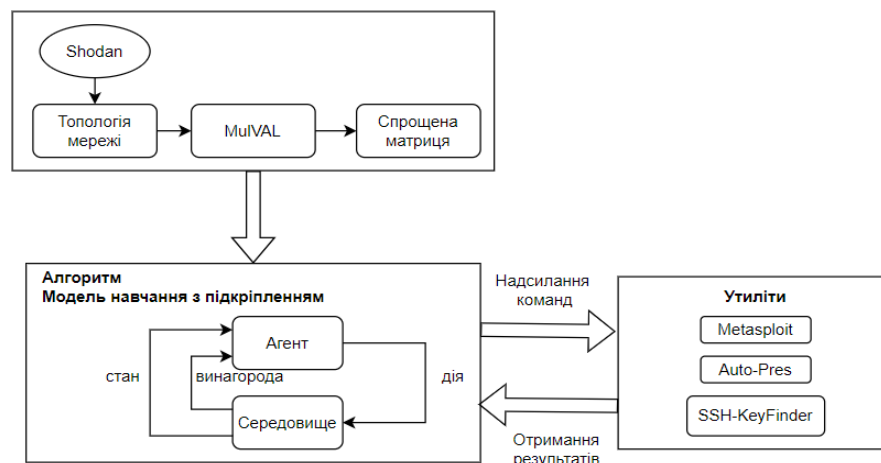 Shodan
Топологія
мережі
MulVAL
Спрощена
матриця
Алгоритм
Модель навчання з підкріпленням
Агент
стан
винагорода
дія
Середовище
Надсилання
команд
Отримання
результатів
Утиліти
Metasploit
Auto-Pres
SSH-KeyFinder